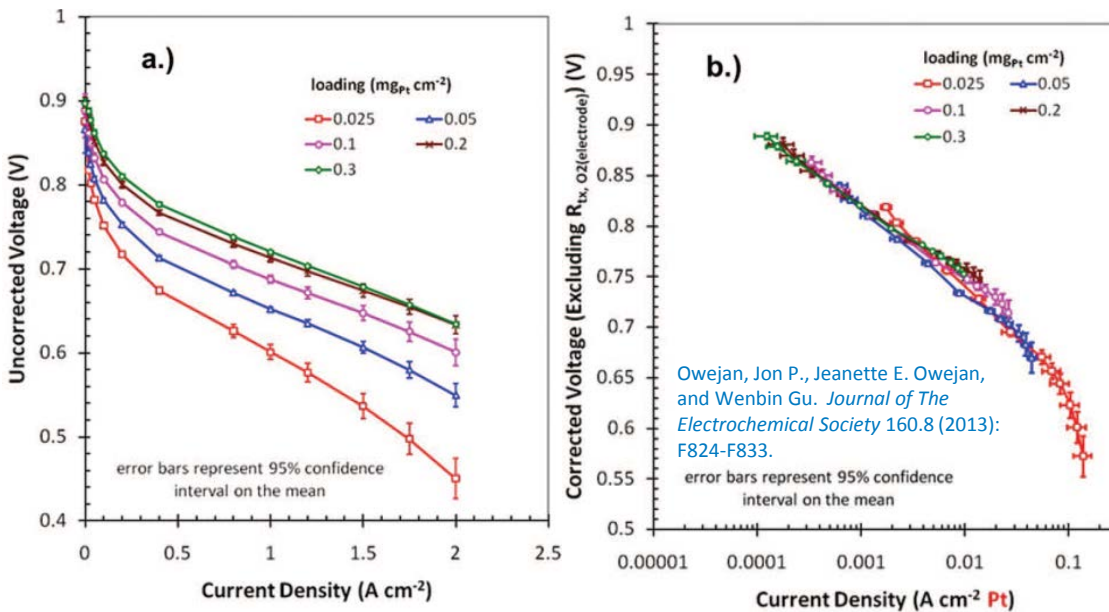 a.)
loading (mgPt cm-2)
0.025
0.05
0.1
0.2
0.3
error bars represent 95% confidence
interval on the mean
Uncorrected Voltage (V)
1
0.9
0.8
0.7
0.6
0.5
0.4
0
0.5
1
1.5
2
2.5
Current Density (A cm-2)
b.)
loading (mgPt cm-2)
0.025
0.05
0.1
0.2
0.3
Owejan, Jon P., Jeanette E. Owejan,
and Wenbin Gu. Journal of The
Electrochemical Society 160.8 (2013):
F824-F833.
error bars represent 95% confidence
interval on the mean
Corrected Voltage (Excluding Rtx, O2(electrode)) (V)
1
0.95
0.9
0.85
0.8
0.75
0.7
0.65
0.6
0.55
0.5
0.00001
0.0001
0.001
0.01
0.1
Current Density (A cm-2 Pt)